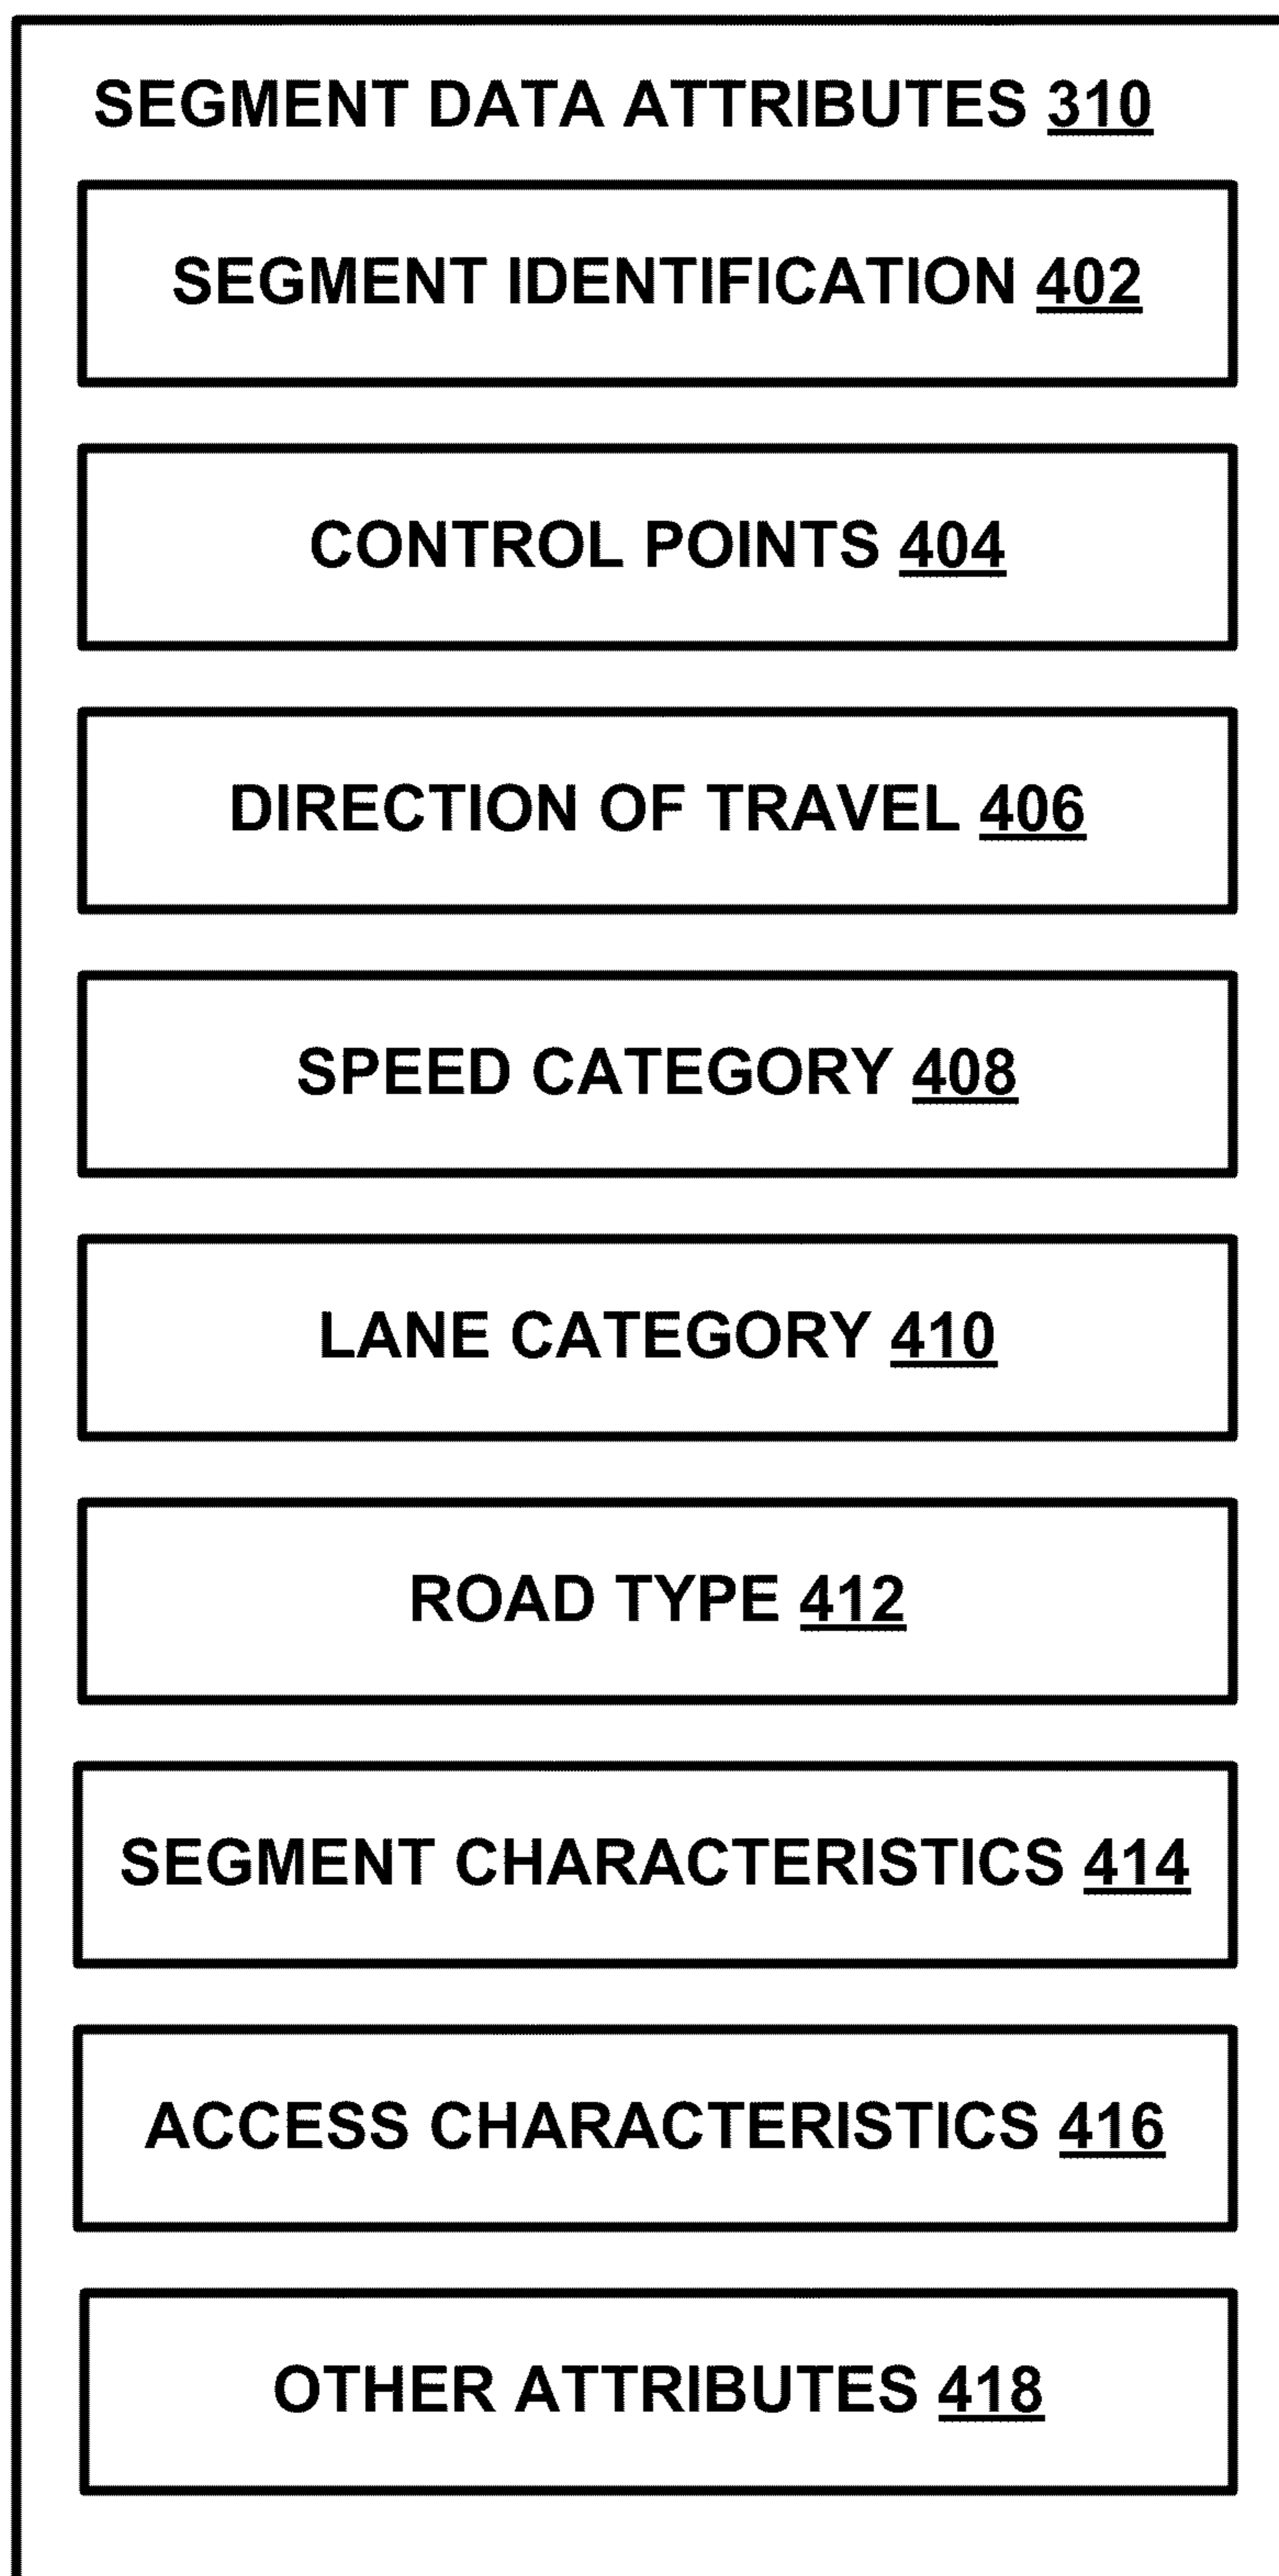 SEGMENT DATA ATTRIBUTES 310
SEGMENT IDENTIFICATION 402
CONTROL POINTS 404
DIRECTION OF TRAVEL 406
SPEED CATEGORY 408
LANE CATEGORY 410
ROAD TYPE 412
SEGMENT CHARACTERISTICS 414
ACCESS CHARACTERISTICS 416
OTHER ATTRIBUTES 418